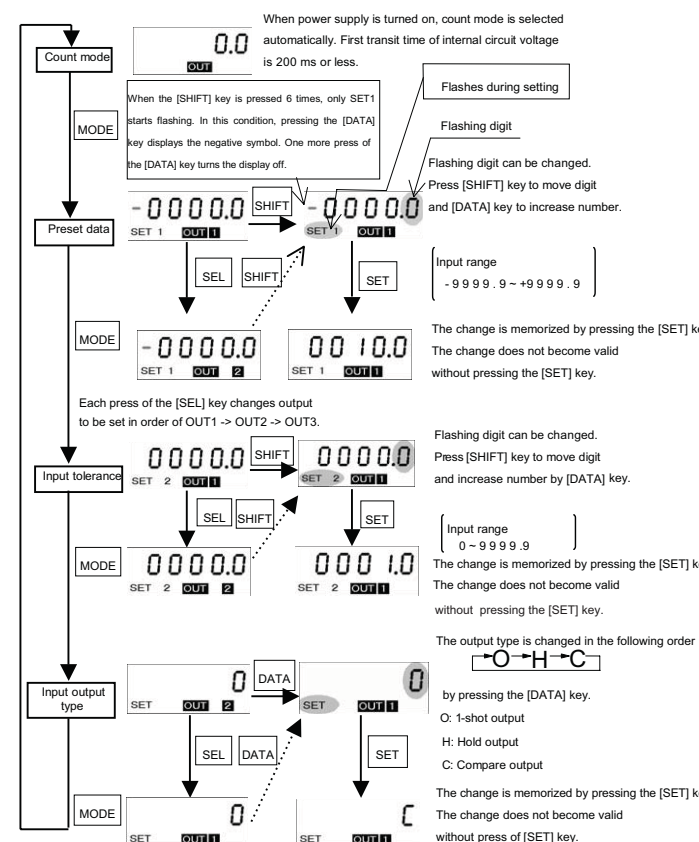 When power supply is turned on, count mode is selected
automatically. First transit time of internal circuit voltage
is 200 ms or less.
Count mode
0.0
OUT
Flashes during setting
When the [SHIFT] key is pressed 6 times, only SET1
starts flashing. In this condition, pressing the [DATA]
key displays the negative symbol. One more press of
the [DATA] key turns the display off.
MODE
Flashing digit
Flashing digit can be changed.
Press [SHIFT] key to move digit
and [DATA] key to increase number.
-0000.0
SHIFT
-0000.0
SET 1 OUT 1
SET 1 OUT 1
Preset data
SEL
SHIFT
SET
Input range
-9999.9~+9999.9
MODE
-0000.0
SET 1 OUT 2
0010.0
SET 1 OUT 1
The change is memorized by pressing the [SET] ke
The change does not become valid
without pressing the [SET] key.
Each press of the [SEL] key changes output
to be set in order of OUT1 -> OUT2 -> OUT3.
Flashing digit can be changed.
Press [SHIFT] key to move digit
and increase number by [DATA] key.
Input tolerance
0000.0
SHIFT
0000.0
SET 2 OUT 1
SET 2 OUT 1
SEL
SHIFT
SET
Input range
0~9999.9
MODE
0000.0
SET 2 OUT 2
0001.0
SET 2 OUT 1
The change is memorized by pressing the [SET] ke
The change does not become valid
without pressing the [SET] key.
The output type is changed in the following order
O H C
by pressing the [DATA] key.
O: 1-shot output
H: Hold output
C: Compare output
Input output
type
0
DATA
0
SET OUT 2
SET OUT 1
SEL
DATA
SET
MODE
0
SET OUT 1
C
SET OUT 1
The change is memorized by pressing the [SET] ke
The change does not become valid
without press of [SET] key.